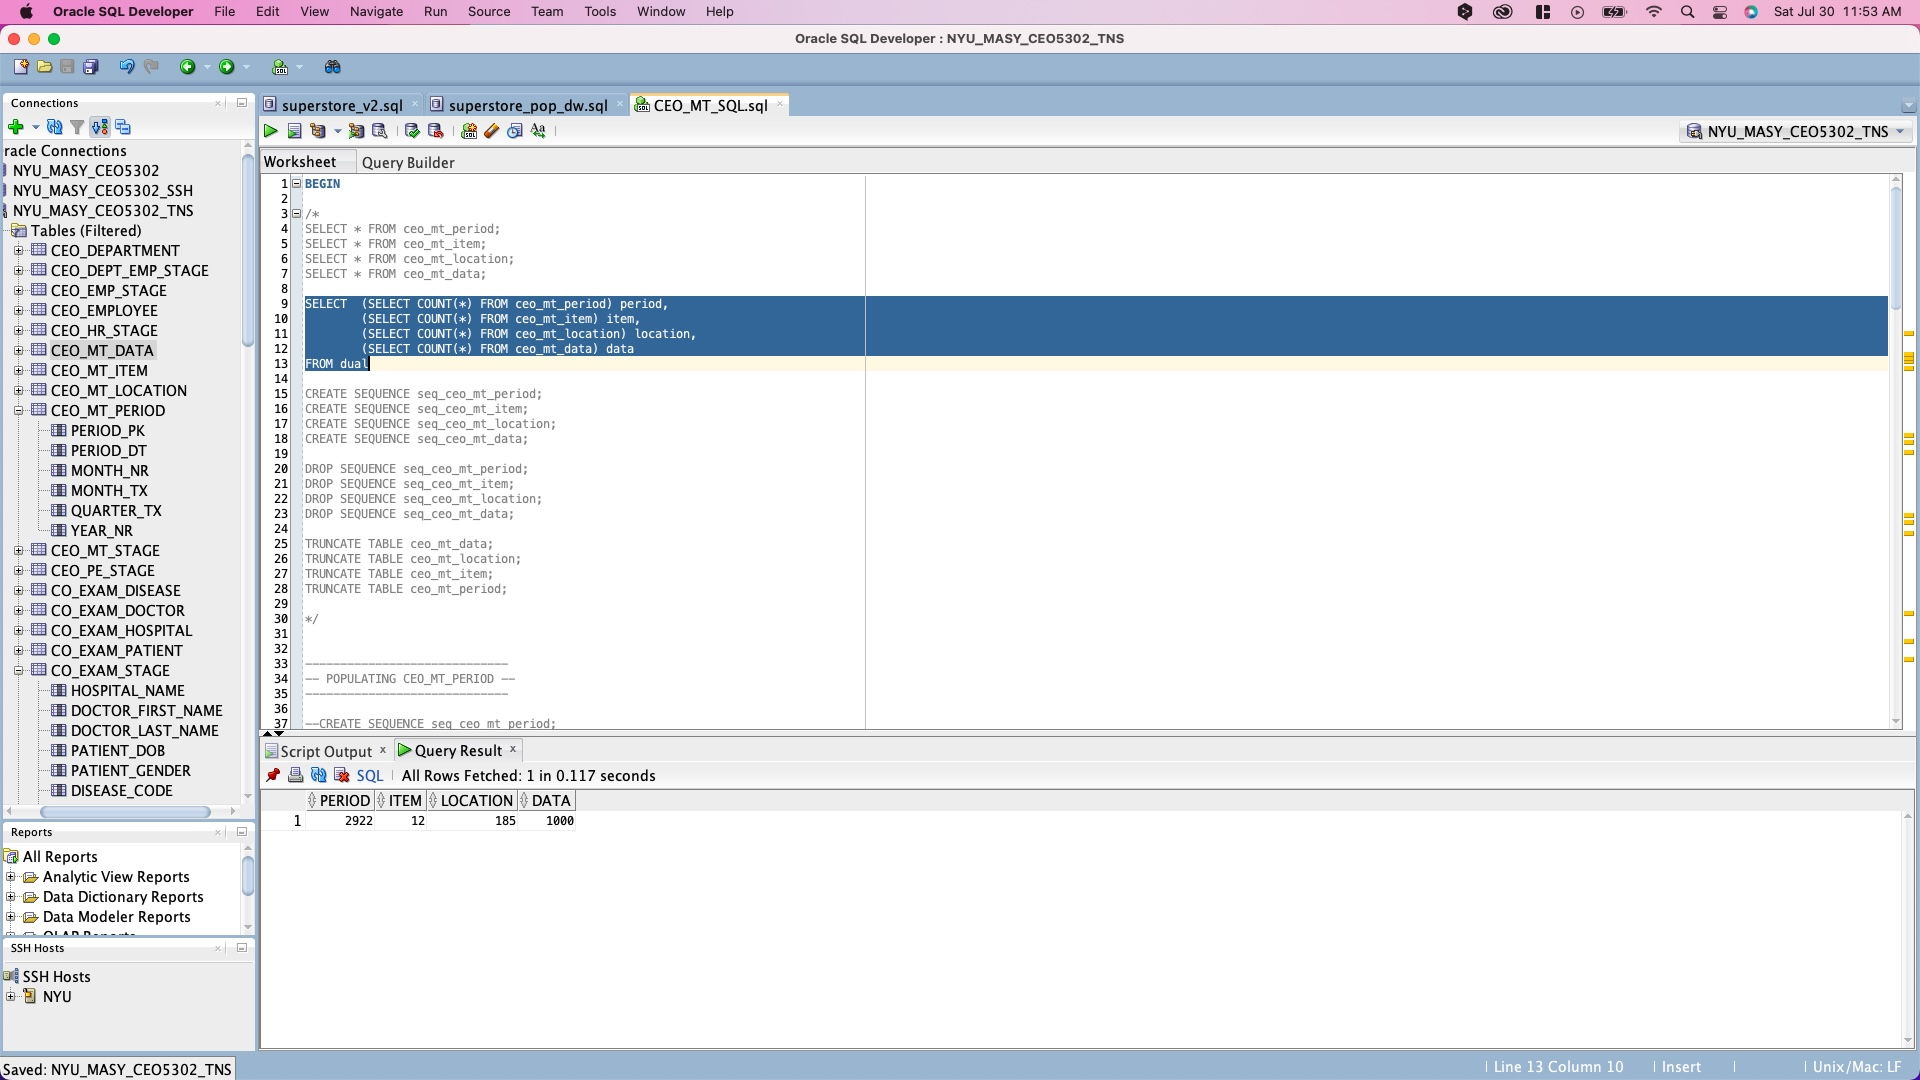 Oracle SQL Developer File Edit View Navigate Run Source Team Tools Window Help Sat Jul 30 11:53 AM
Oracle SQL Developer : NYU_MASY_CEO5302_TNS
Connections
racle Connections
NYU_MASY_CEO5302
NYU_MASY_CEO5302_SSH
NYU_MASY_CEO5302_TNS
Tables (Filtered)
CEO_DEPARTMENT
CEO_DEPT_EMP_STAGE
CEO_EMP_STAGE
CEO_EMPLOYEE
CEO_HR_STAGE
CEO_MT_DATA
CEO_MT_ITEM
CEO_MT_LOCATION
CEO_MT_PERIOD
PERIOD_PK
PERIOD_DT
MONTH_NR
MONTH_TX
QUARTER_TX
YEAR_NR
CEO_MT_STAGE
CEO_PE_STAGE
CO_EXAM_DISEASE
CO_EXAM_DOCTOR
CO_EXAM_HOSPITAL
CO_EXAM_PATIENT
CO_EXAM_STAGE
HOSPITAL_NAME
DOCTOR_FIRST_NAME
DOCTOR_LAST_NAME
PATIENT_DOB
PATIENT_GENDER
DISEASE_CODE
Reports
All Reports
Analytic View Reports
Data Dictionary Reports
Data Modeler Reports
OLAP Reports
SSH Hosts
SSH Hosts
NYU
superstore_v2.sql superstore_pop_dw.sql CEO_MT_SQL.sql
NYU_MASY_CEO5302_TNS
Worksheet Query Builder
1 BEGIN
2
3 /*
4 SELECT * FROM ceo_mt_period;
5 SELECT * FROM ceo_mt_item;
6 SELECT * FROM ceo_mt_location;
7 SELECT * FROM ceo_mt_data;
8
9 SELECT (SELECT COUNT(*) FROM ceo_mt_period) period,
10 (SELECT COUNT(*) FROM ceo_mt_item) item,
11 (SELECT COUNT(*) FROM ceo_mt_location) location,
12 (SELECT COUNT(*) FROM ceo_mt_data) data
13 FROM dual
14
15 CREATE SEQUENCE seq_ceo_mt_period;
16 CREATE SEQUENCE seq_ceo_mt_item;
17 CREATE SEQUENCE seq_ceo_mt_location;
18 CREATE SEQUENCE seq_ceo_mt_data;
19
20 DROP SEQUENCE seq_ceo_mt_period;
21 DROP SEQUENCE seq_ceo_mt_item;
22 DROP SEQUENCE seq_ceo_mt_location;
23 DROP SEQUENCE seq_ceo_mt_data;
24
25 TRUNCATE TABLE ceo_mt_data;
26 TRUNCATE TABLE ceo_mt_location;
27 TRUNCATE TABLE ceo_mt_item;
28 TRUNCATE TABLE ceo_mt_period;
29
30 */
31
32
33 -----------------------------
34 -- POPULATING CEO_MT_PERIOD --
35 -----------------------------
36
37 --CREATE SEQUENCE seq_ceo_mt_period;
Script Output Query Result
SQL All Rows Fetched: 1 in 0.117 seconds
PERIOD ITEM LOCATION DATA
1 2922 12 185 1000
Saved: NYU_MASY_CEO5302_TNS Line 13 Column 10 Insert Unix/Mac: LF